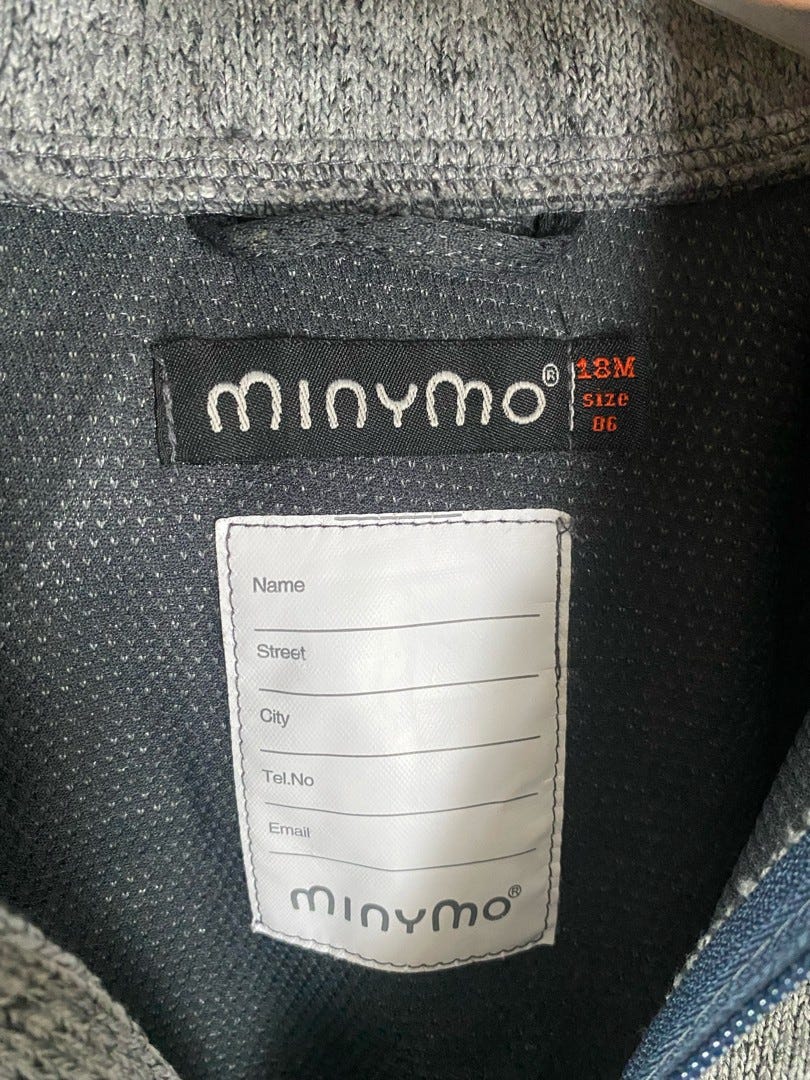 minymo®
18M
size
86
Name
Street
City
Tel.No
Email
minymo®